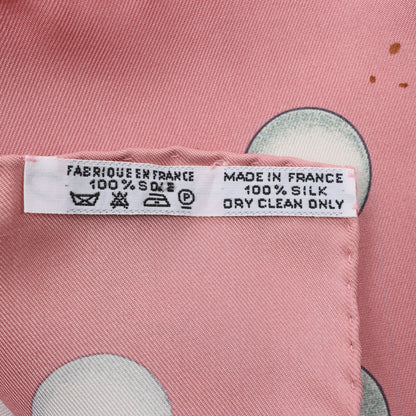 FABRIQUE EN FRANCE
100% SOIE
P
MADE IN FRANCE
100% SILK
DRY CLEAN ONLY